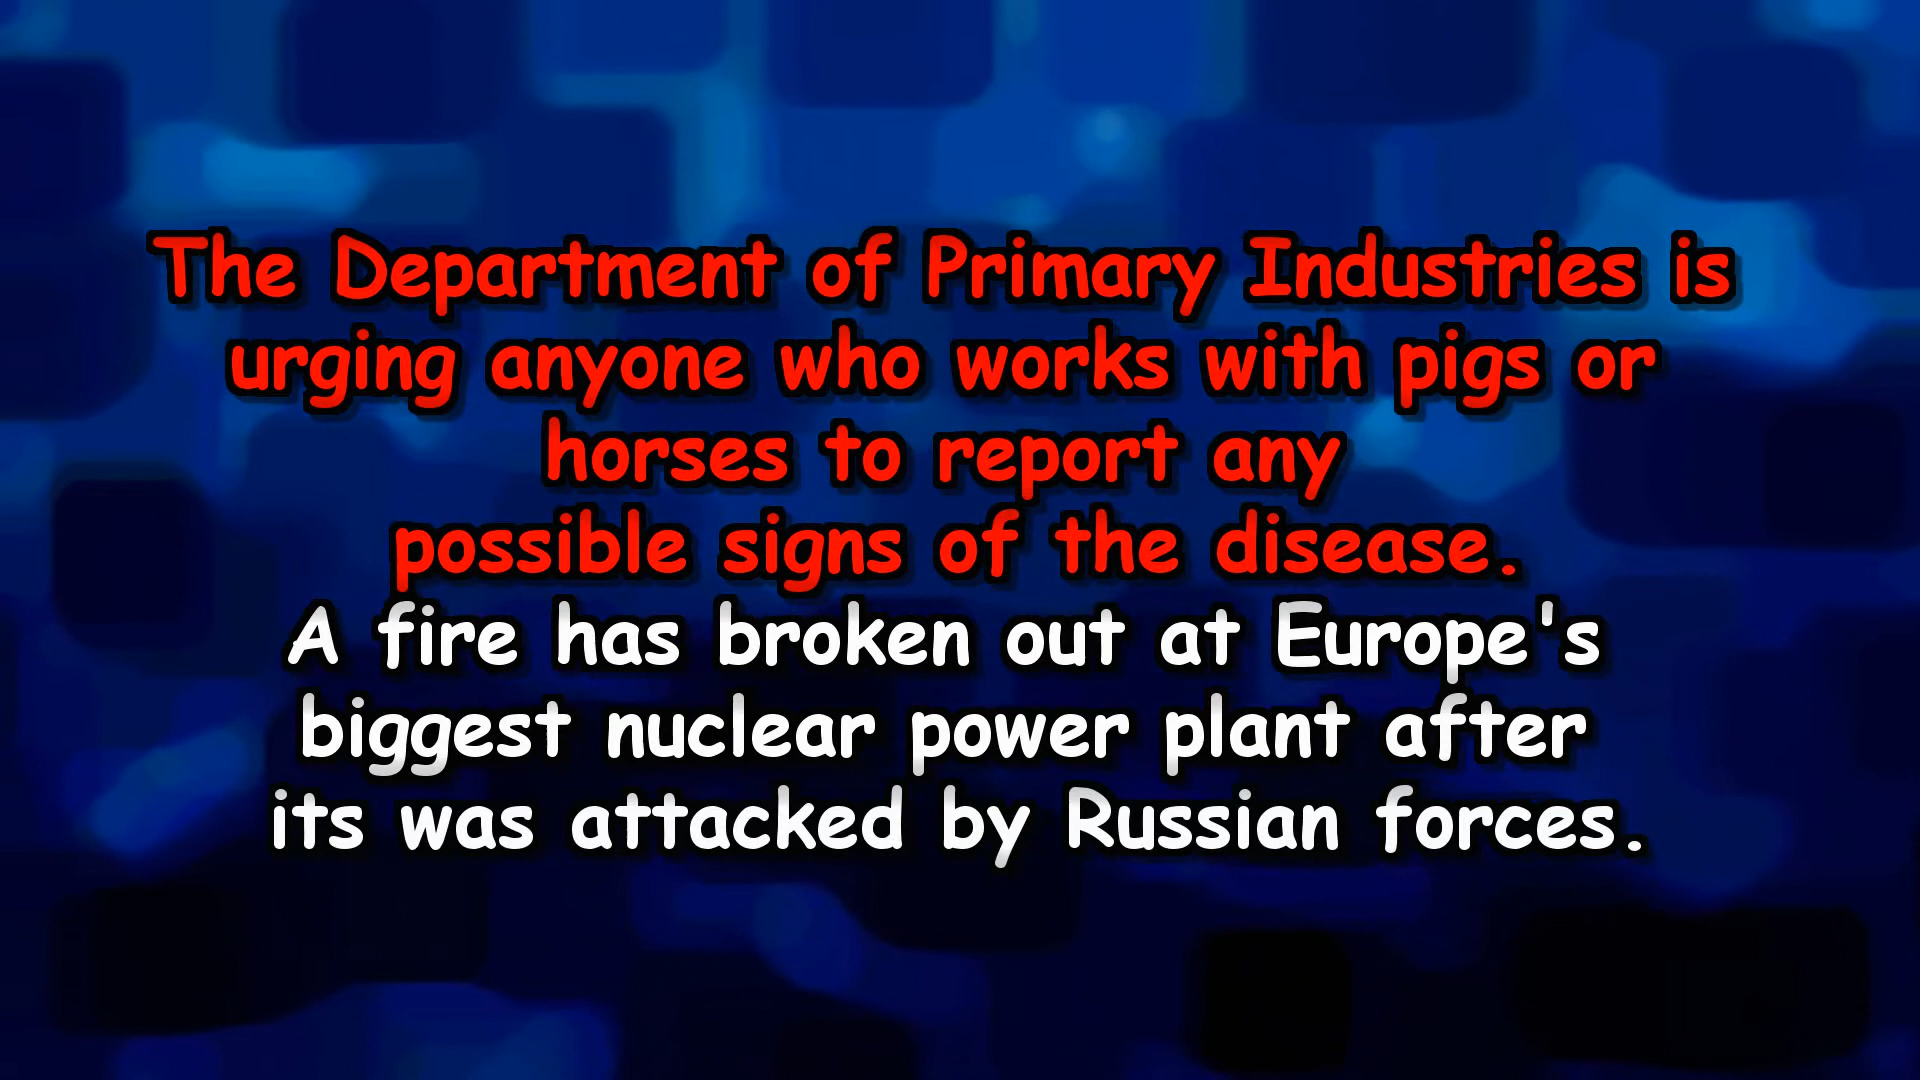 The Department of Primary Industries is
urging anyone who works with pigs or
horses to report any
possible signs of the disease.
A fire has broken out at Europe's
biggest nuclear power plant after
its was attacked by Russian forces.